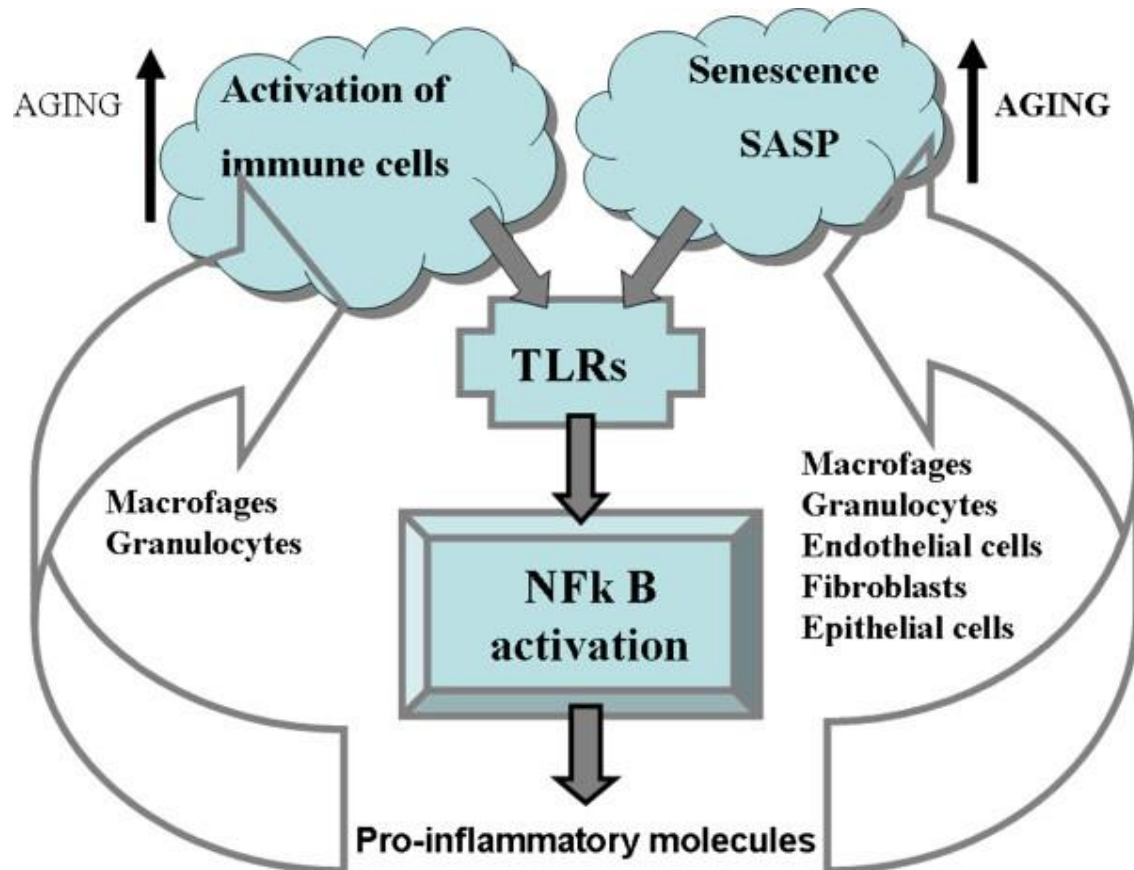 AGING
Activation of
immune cells
Senescence
SASP
AGING
TLRs
Macrofages
Granulocytes
Macrofages
Granulocytes
Endothelial cells
Fibroblasts
Epithelial cells
NFk B
activation
Pro-inflammatory molecules